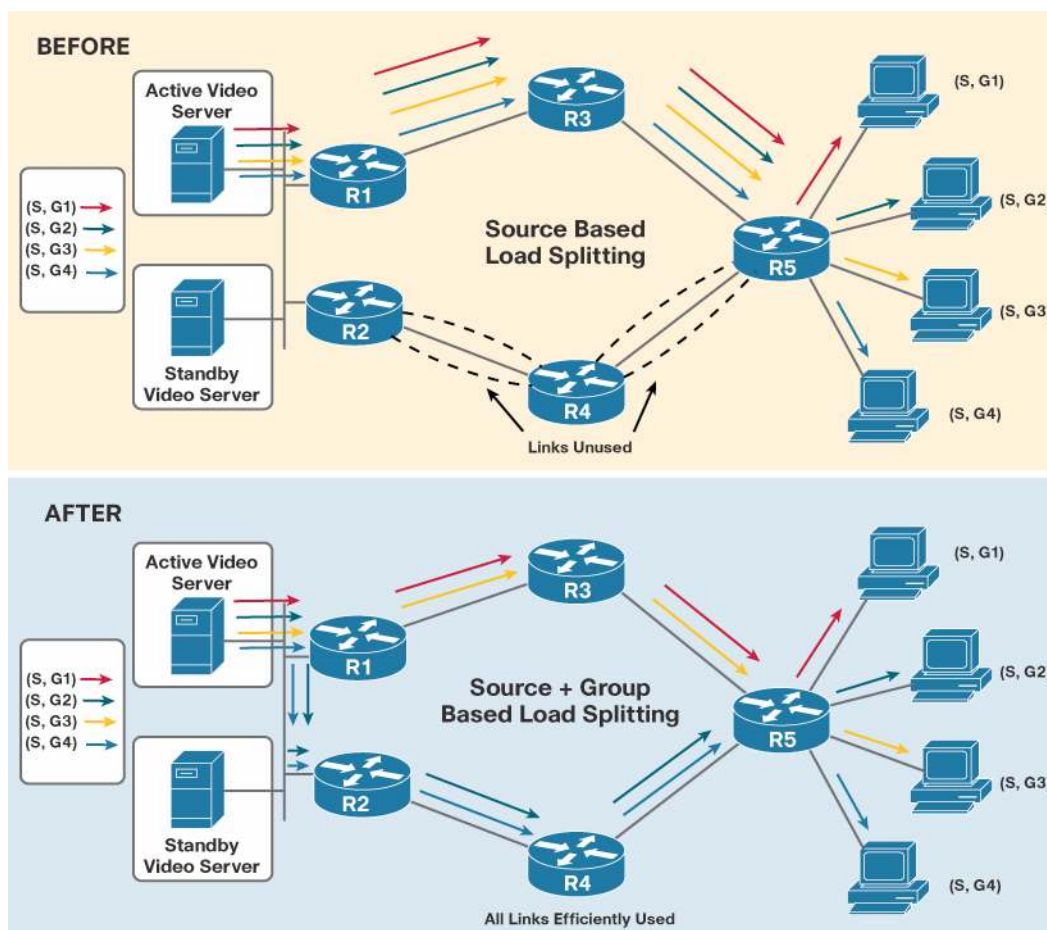 BEFORE
Active Video
Server
(S, G1)
(S, G2)
(S, G3)
(S, G4)
Standby
Video Server
R1
R2
R3
R4
R5
Source Based
Load Splitting
Links Unused
(S, G1)
(S, G2
(S, G3
(S, G4)
AFTER
Active Video
Server
(S, G1)
(S, G2)
(S, G3)
(S, G4)
Standby
Video Server
R1
R2
R3
R4
R5
Source + Group
Based Load Splitting
All Links Efficiently Used
(S, G1)
(S, G2
(S, G3
(S, G4)